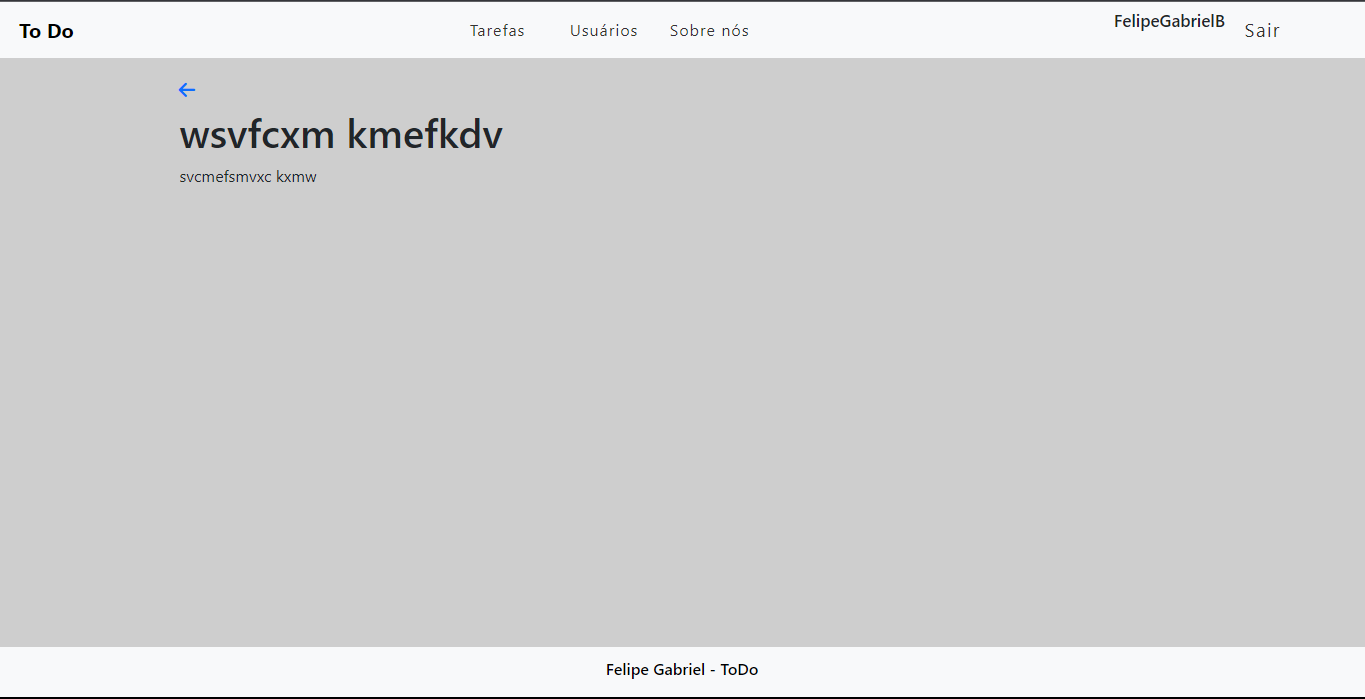 To Do
Tarefas
Usuários
Sobre nós
FelipeGabrielB
Sair
wsvfcxm kmefkdv
svcmefsmvxc kxmw
Felipe Gabriel - ToDo